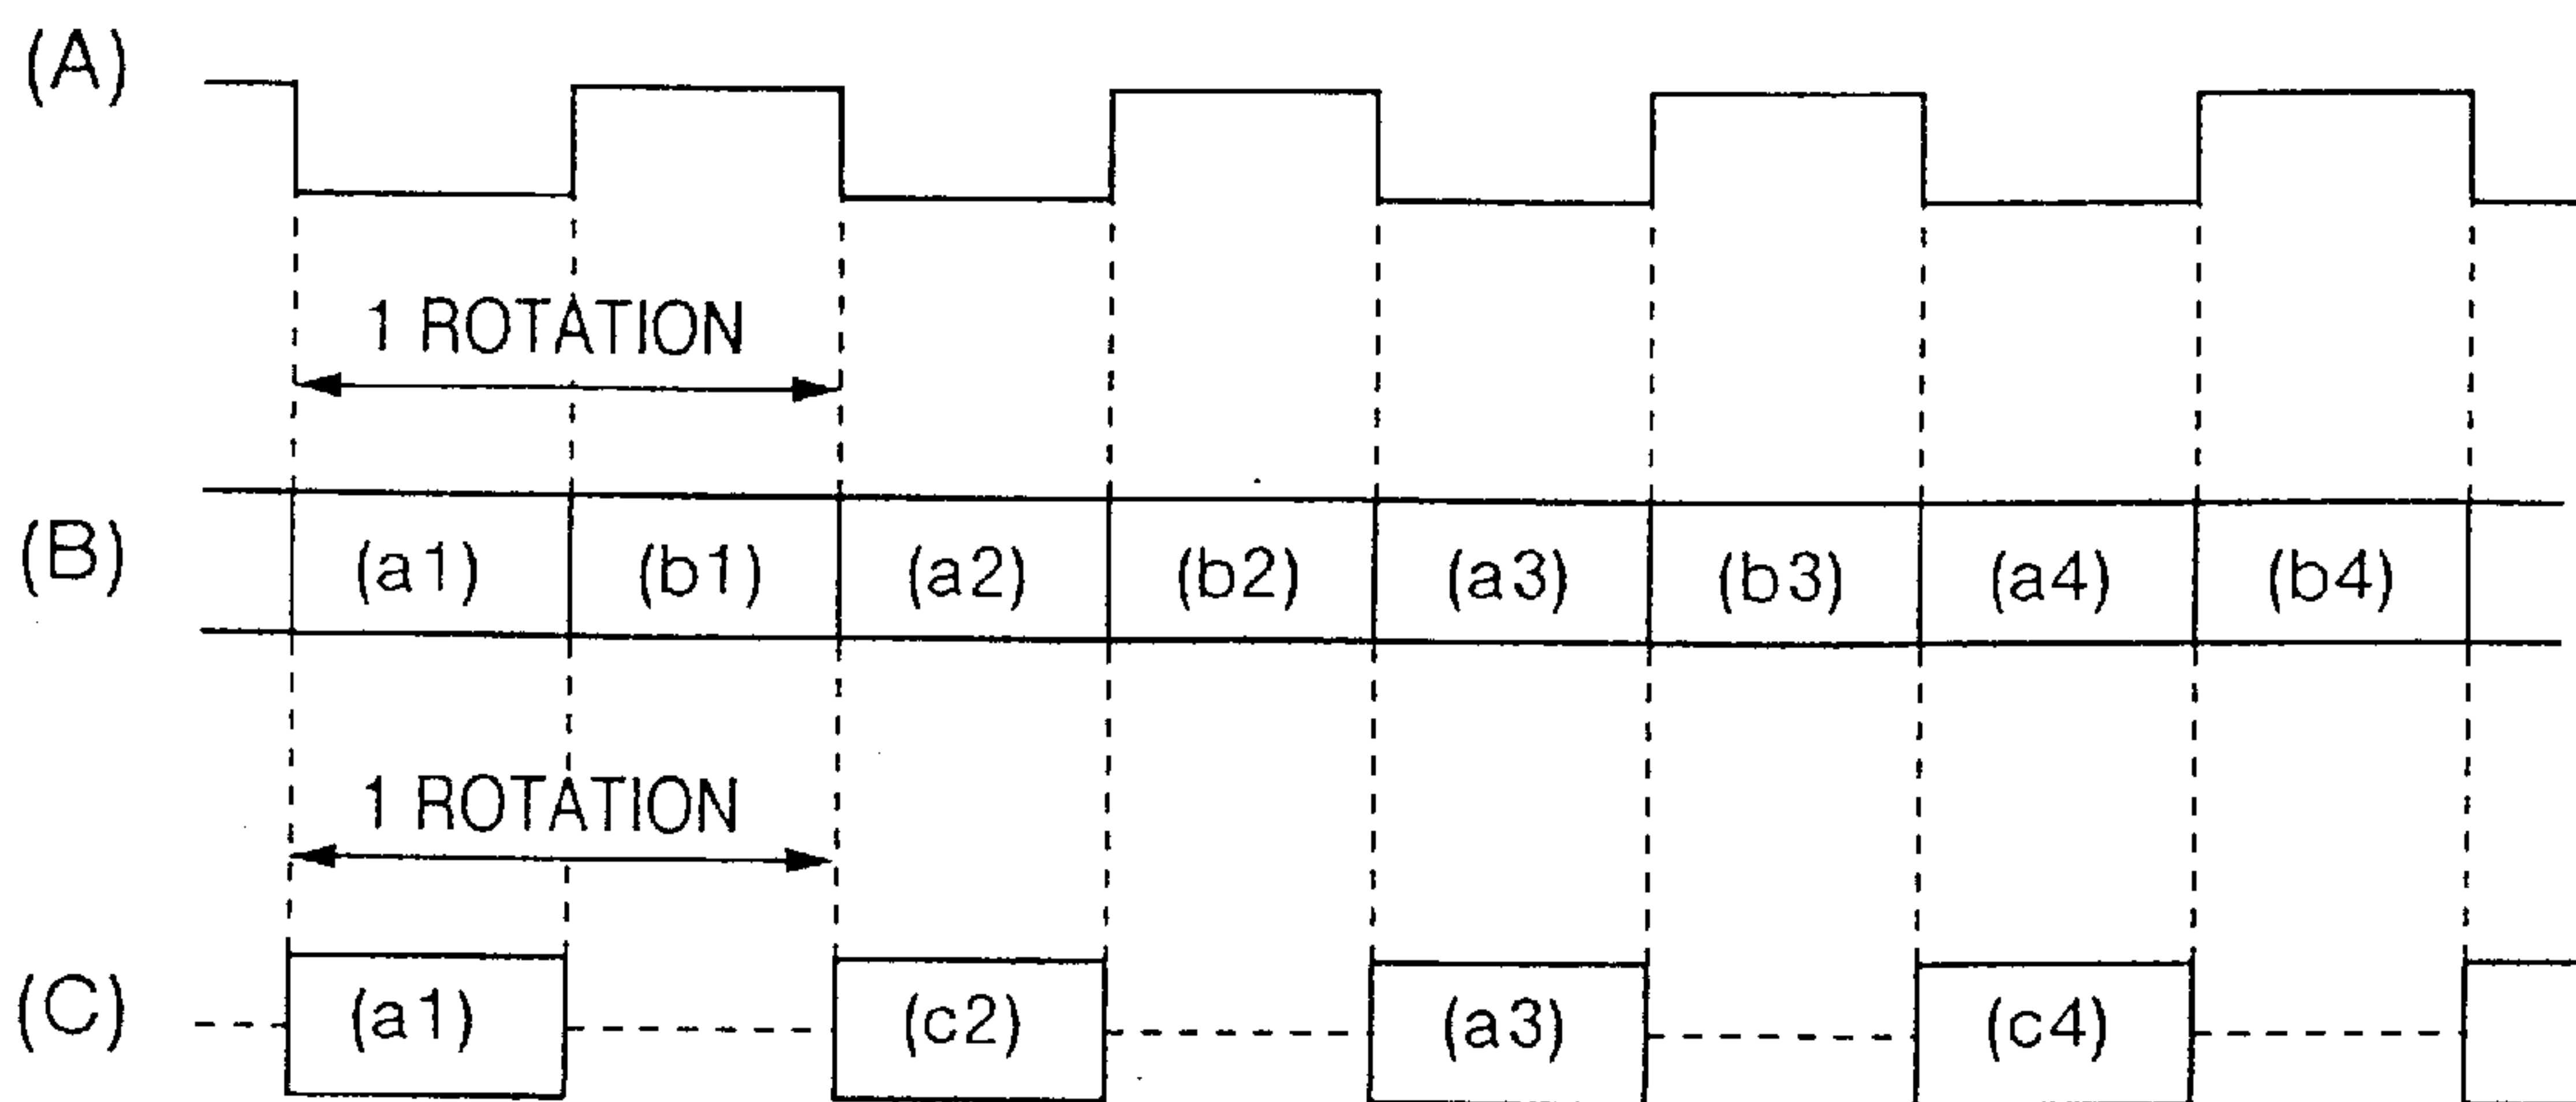 (A)
1 ROTATION
(B) (a1) (b1) (a2) (b2) (a3) (b3) (a4) (b4)
1 ROTATION
(C) (a1) (c2) (a3) (c4)